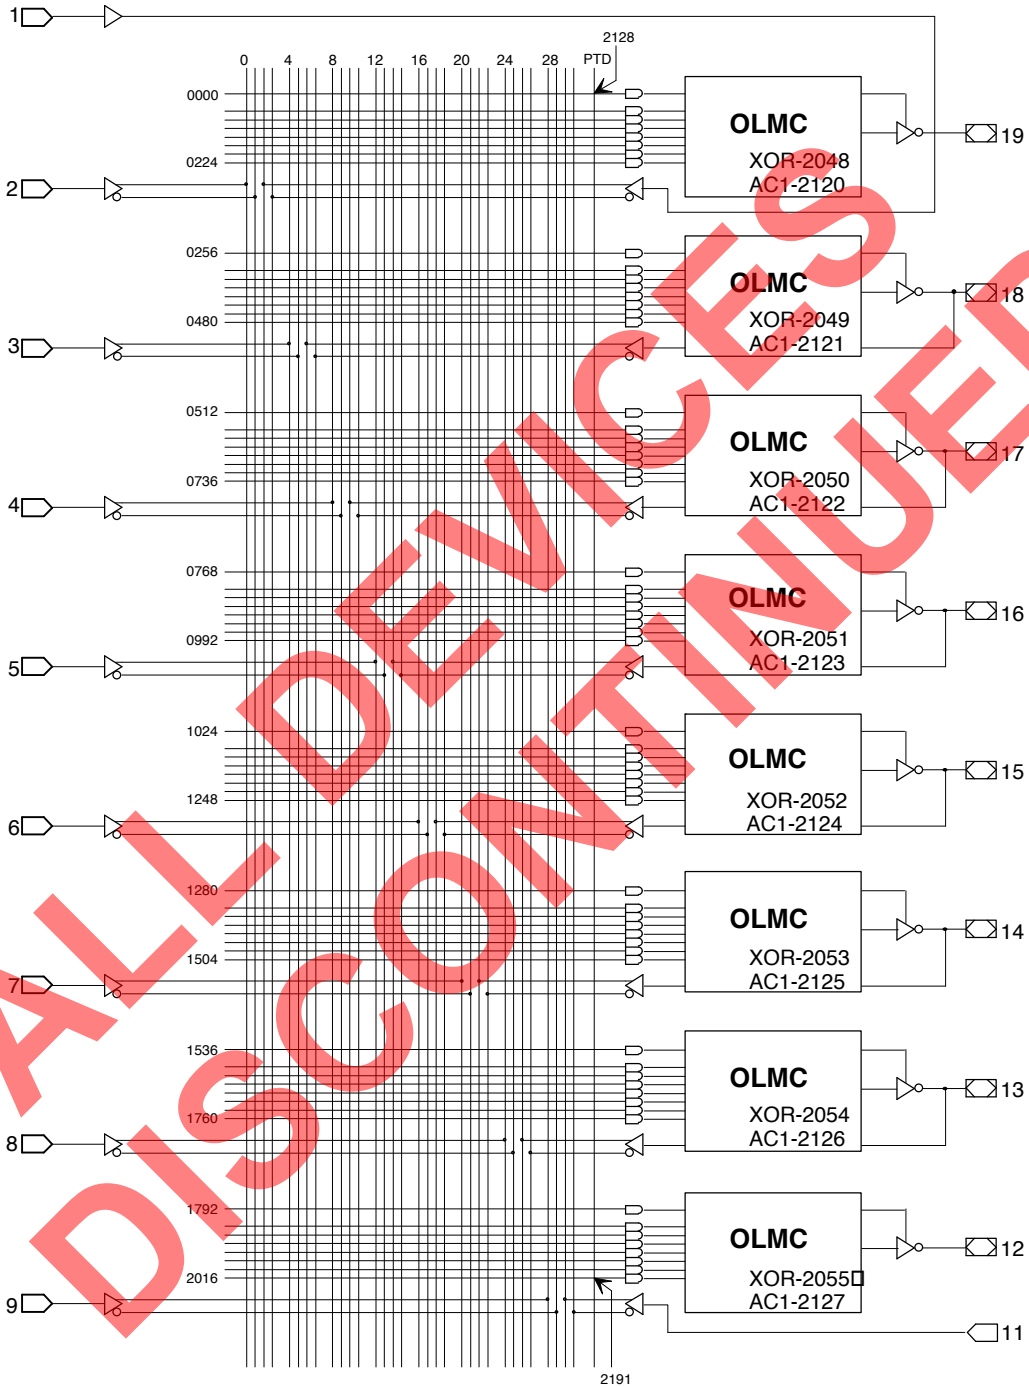 1
2128
0 4 8 12 16 20 24 28 PTD
0000
OLMC
19
0224
XOR-2048
AC1-2120
2
0256
OLMC
18
0480
XOR-2049
AC1-2121
3
0512
OLMC
17
0736
XOR-2050
AC1-2122
4
0768
OLMC
16
0992
XOR-2051
AC1-2123
5
1024
OLMC
15
1248
XOR-2052
AC1-2124
6
1280
OLMC
14
1504
XOR-2053
AC1-2125
7
1536
OLMC
13
1760
XOR-2054
AC1-2126
8
1792
OLMC
12
2016
XOR-2055
AC1-2127
9
11
2191
ALL DEVICES
DISCONTINUED